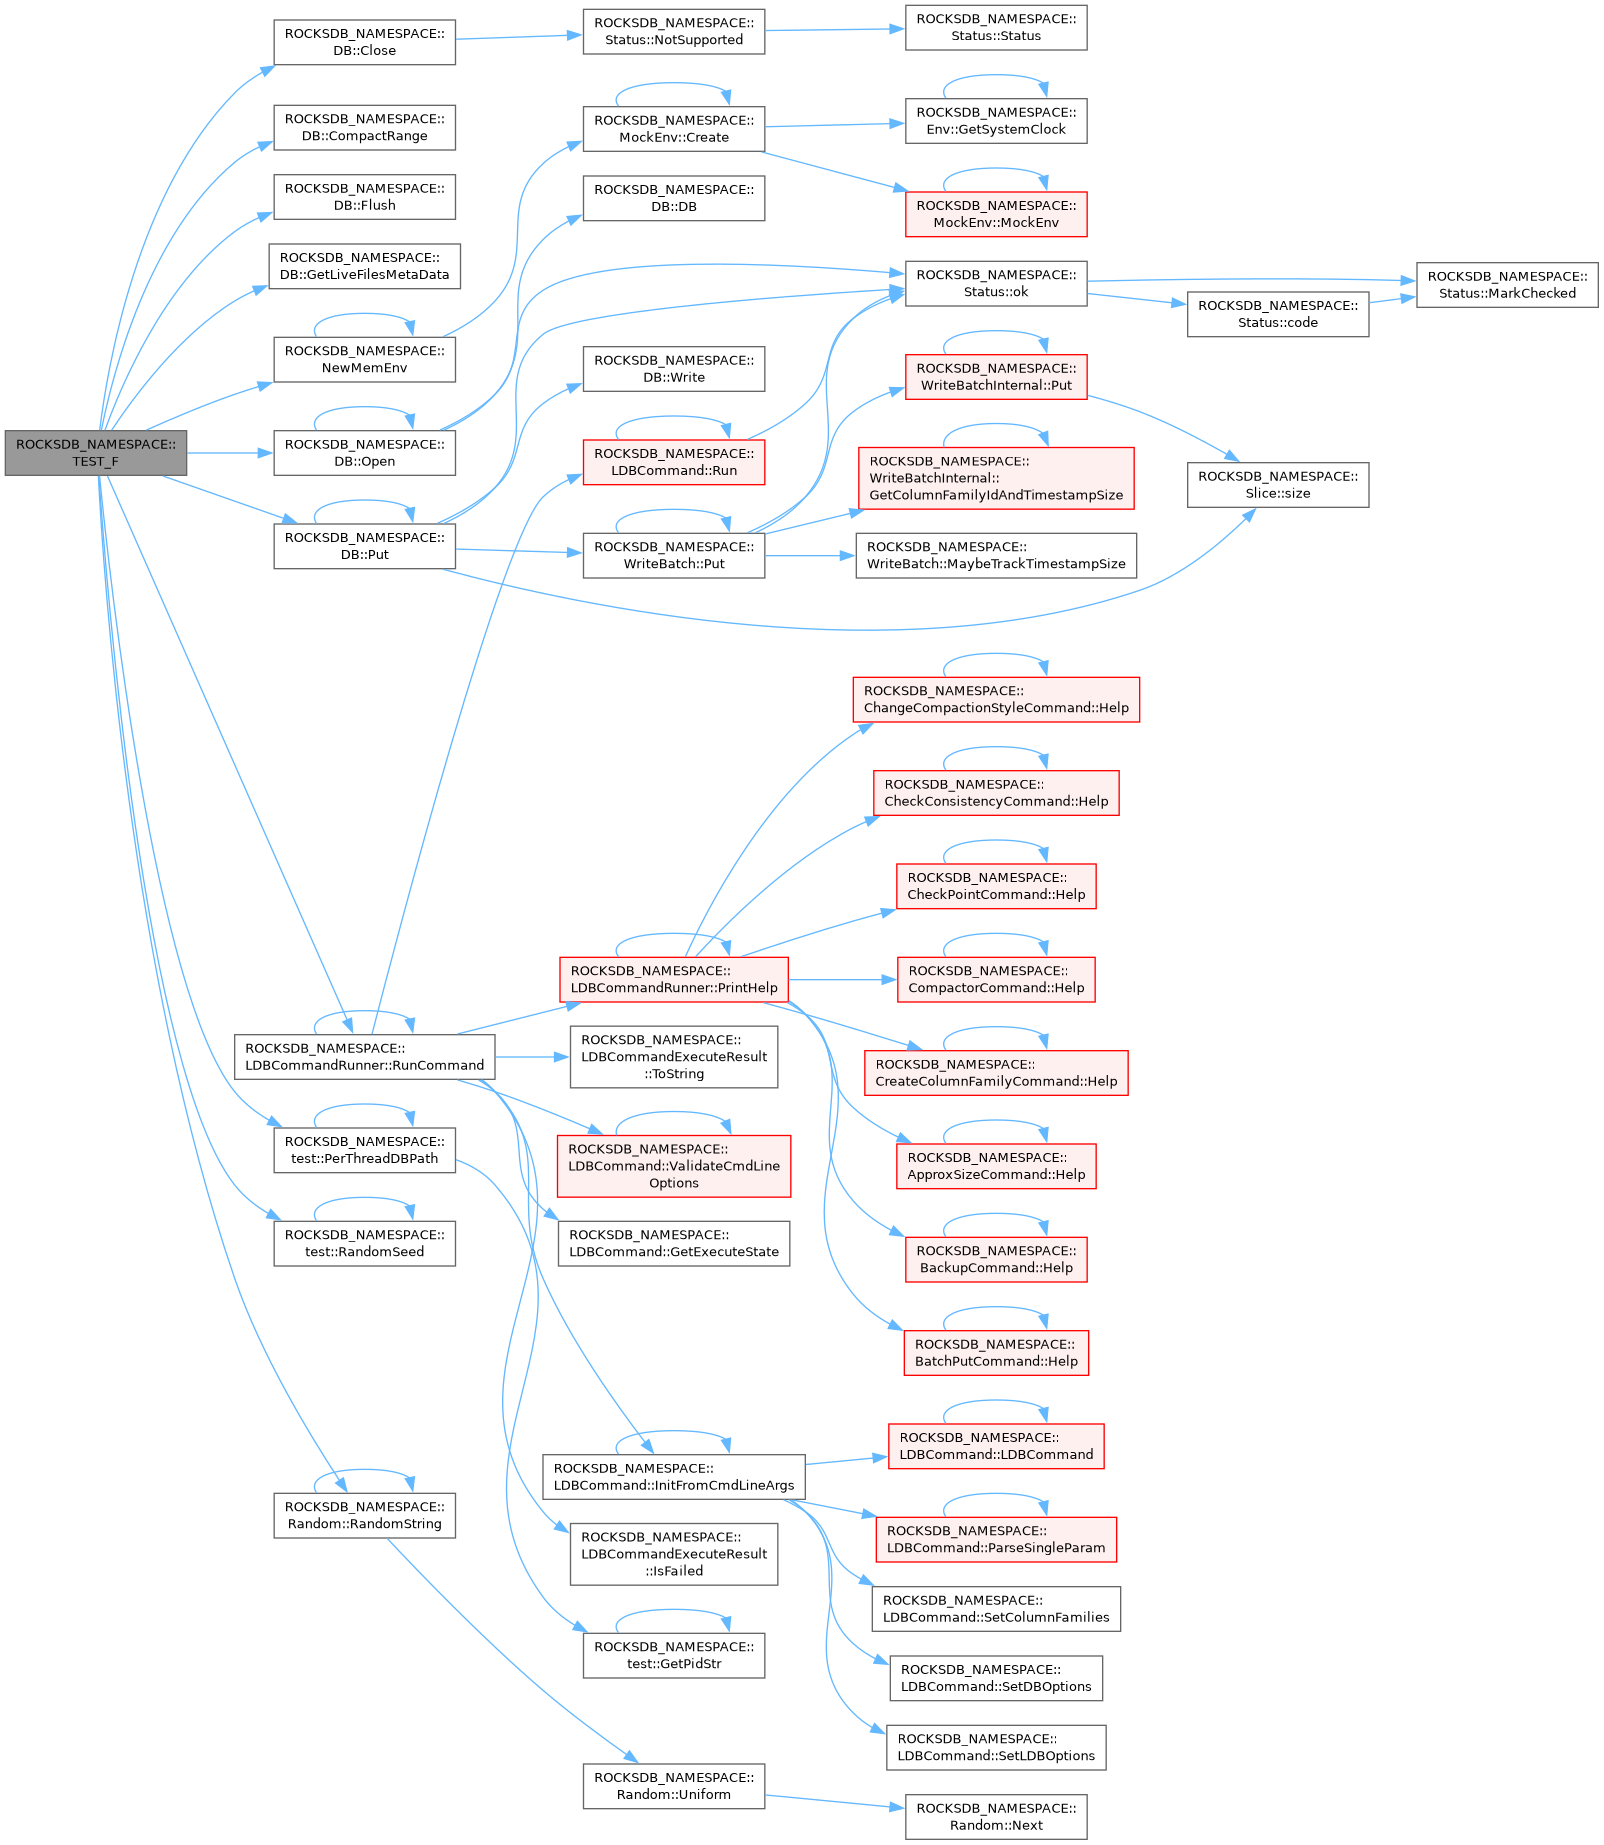 ROCKSDB_NAMESPACE::
TEST_F
ROCKSDB_NAMESPACE::
DB::Close
ROCKSDB_NAMESPACE::
DB::CompactRange
ROCKSDB_NAMESPACE::
DB::Flush
ROCKSDB_NAMESPACE::
DB::GetLiveFilesMetaData
ROCKSDB_NAMESPACE::
NewMemEnv
ROCKSDB_NAMESPACE::
DB::Open
ROCKSDB_NAMESPACE::
DB::Put
ROCKSDB_NAMESPACE::
LDBCommandRunner::RunCommand
ROCKSDB_NAMESPACE::
test::PerThreadDBPath
ROCKSDB_NAMESPACE::
test::RandomSeed
ROCKSDB_NAMESPACE::
Random::RandomString
ROCKSDB_NAMESPACE::
Status::NotSupported
ROCKSDB_NAMESPACE::
MockEnv::Create
ROCKSDB_NAMESPACE::
DB::DB
ROCKSDB_NAMESPACE::
DB::Write
ROCKSDB_NAMESPACE::
LDBCommand::Run
ROCKSDB_NAMESPACE::
WriteBatch::Put
ROCKSDB_NAMESPACE::
LDBCommandRunner::PrintHelp
ROCKSDB_NAMESPACE::
LDBCommandExecuteResult
::ToString
ROCKSDB_NAMESPACE::
LDBCommand::ValidateCmdLine
Options
ROCKSDB_NAMESPACE::
LDBCommand::GetExecuteState
ROCKSDB_NAMESPACE::
LDBCommand::InitFromCmdLineArgs
ROCKSDB_NAMESPACE::
LDBCommandExecuteResult
::IsFailed
ROCKSDB_NAMESPACE::
test::GetPidStr
ROCKSDB_NAMESPACE::
Random::Uniform
ROCKSDB_NAMESPACE::
Status::Status
ROCKSDB_NAMESPACE::
Env::GetSystemClock
ROCKSDB_NAMESPACE::
MockEnv::MockEnv
ROCKSDB_NAMESPACE::
Status::ok
ROCKSDB_NAMESPACE::
WriteBatchInternal::Put
ROCKSDB_NAMESPACE::
WriteBatchInternal::
GetColumnFamilyIdAndTimestampSize
ROCKSDB_NAMESPACE::
WriteBatch::MaybeTrackTimestampSize
ROCKSDB_NAMESPACE::
ChangeCompactionStyleCommand::Help
ROCKSDB_NAMESPACE::
CheckConsistencyCommand::Help
ROCKSDB_NAMESPACE::
CheckPointCommand::Help
ROCKSDB_NAMESPACE::
CompactorCommand::Help
ROCKSDB_NAMESPACE::
CreateColumnFamilyCommand::Help
ROCKSDB_NAMESPACE::
ApproxSizeCommand::Help
ROCKSDB_NAMESPACE::
BackupCommand::Help
ROCKSDB_NAMESPACE::
BatchPutCommand::Help
ROCKSDB_NAMESPACE::
LDBCommand::LDBCommand
ROCKSDB_NAMESPACE::
LDBCommand::ParseSingleParam
ROCKSDB_NAMESPACE::
LDBCommand::SetColumnFamilies
ROCKSDB_NAMESPACE::
LDBCommand::SetDBOptions
ROCKSDB_NAMESPACE::
LDBCommand::SetLDBOptions
ROCKSDB_NAMESPACE::
Random::Next
ROCKSDB_NAMESPACE::
Status::code
ROCKSDB_NAMESPACE::
Slice::size
ROCKSDB_NAMESPACE::
Status::MarkChecked